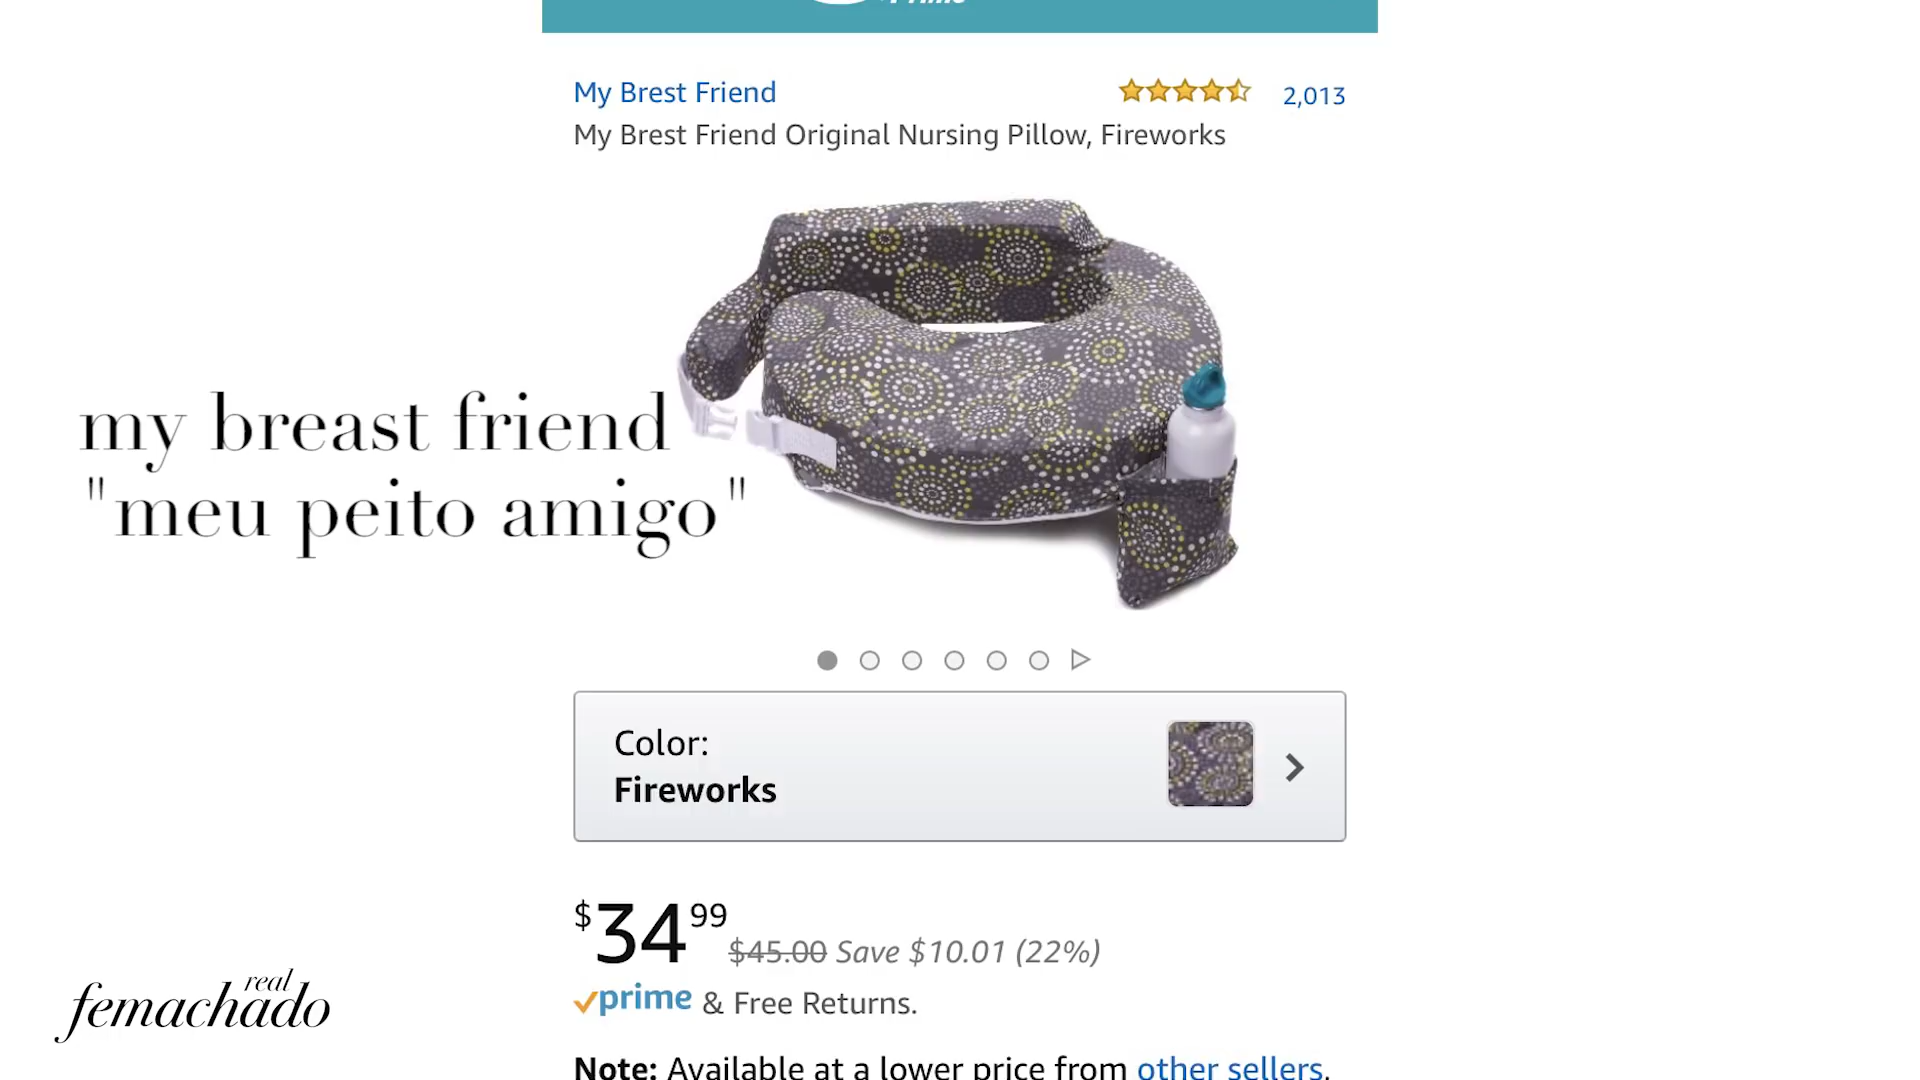 Prime
My Brest Friend 2,013
My Brest Friend Original Nursing Pillow, Fireworks
my breast friend
"meu peito amigo"
Color:
Fireworks
$34 99 $45.00 Save $10.01 (22%)
prime & Free Returns.
real
femachado
Note: Available at a lower price from other sellers.